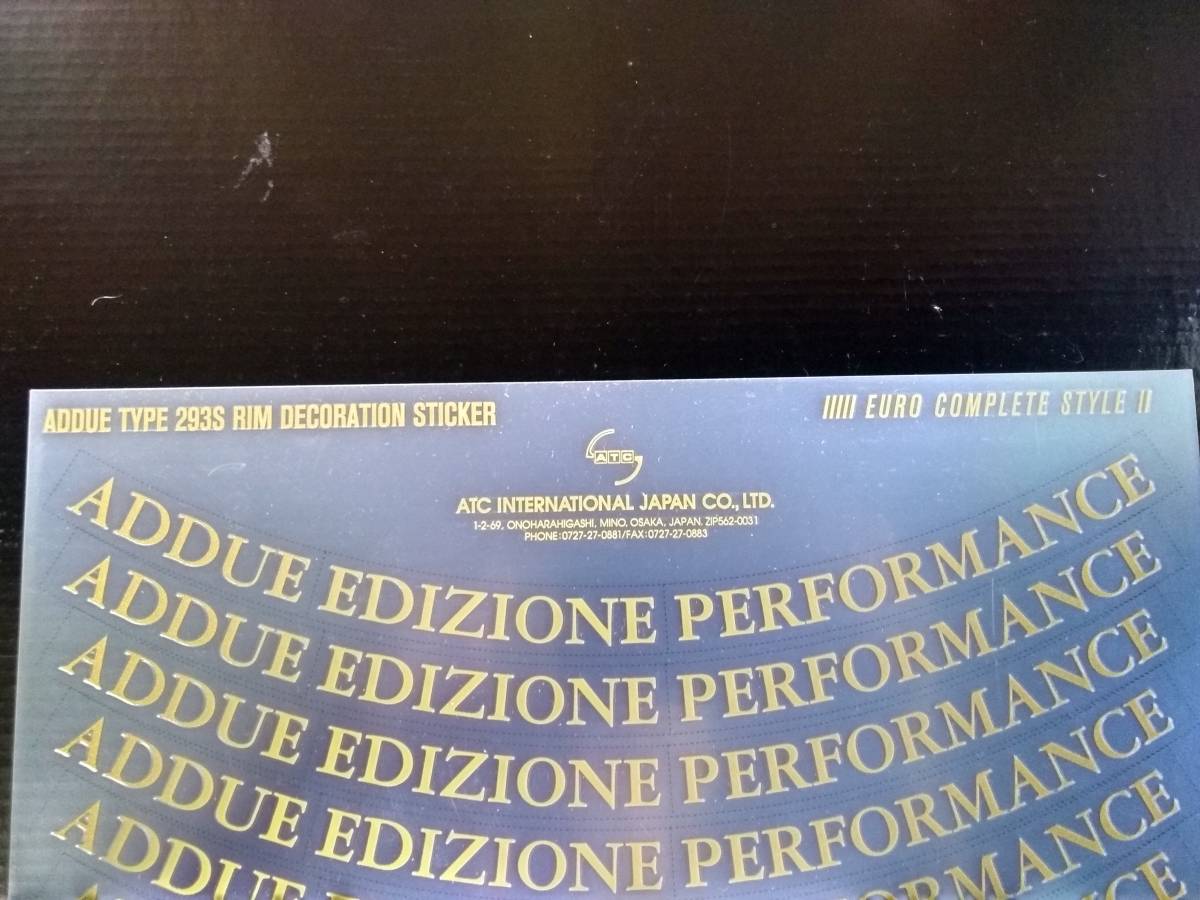 ADDUE TYPE 293S RIM DECORATION STICKER
EURO COMPLETE STYLE II
ATC
ATC INTERNATIONAL JAPAN CO., LTD.
1-2-69, ONOHARAHIGASHI, MINO, OSAKA, JAPAN. ZIP562-0031
PHONE:0727-27-0881/FAX:0727-27-0883
ADDUE EDIZIONE PERFORMANCE
ADDUE EDIZIONE PERFORMANCE
ADDUE EDIZIONE PERFORMANCE
ADDUE EDIZIONE PERFORMANCE
ADDUE PERFORMANCE